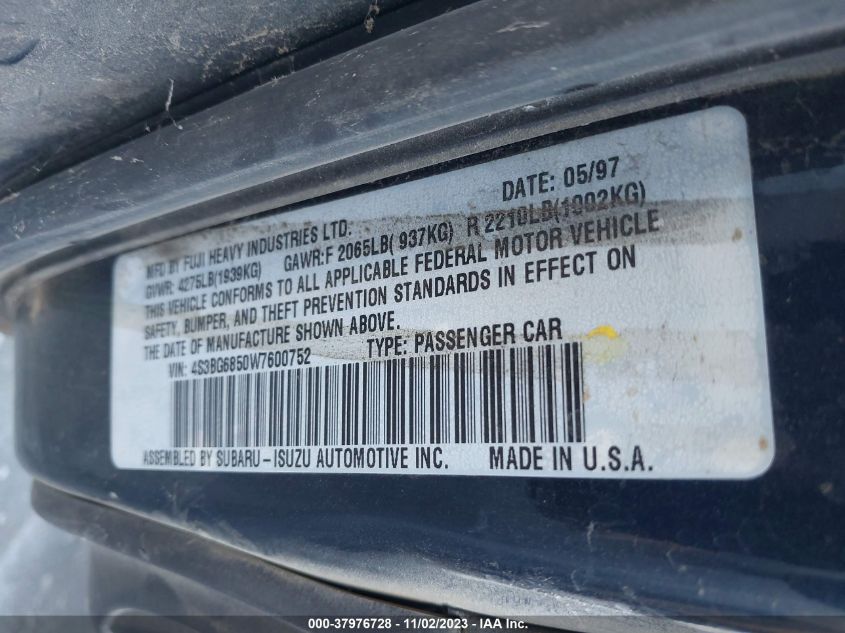 MFD BY FUJI HEAVY INDUSTRIES LTD. DATE: 05/97
GVWR: 4275LB(1939KG) GAWR:F 2065LB( 937KG) R 2210LB(1002KG)
THIS VEHICLE CONFORMS TO ALL APPLICABLE FEDERAL MOTOR VEHICLE
SAFETY, BUMPER, AND THEFT PREVENTION STANDARDS IN EFFECT ON
THE DATE OF MANUFACTURE SHOWN ABOVE.
VIN: 4S3BG6850W7600752 TYPE: PASSENGER CAR
ASSEMBLED BY SUBARU-ISUZU AUTOMOTIVE INC. MADE IN U.S.A.
000-37976728 - 11/02/2023 - IAA Inc.